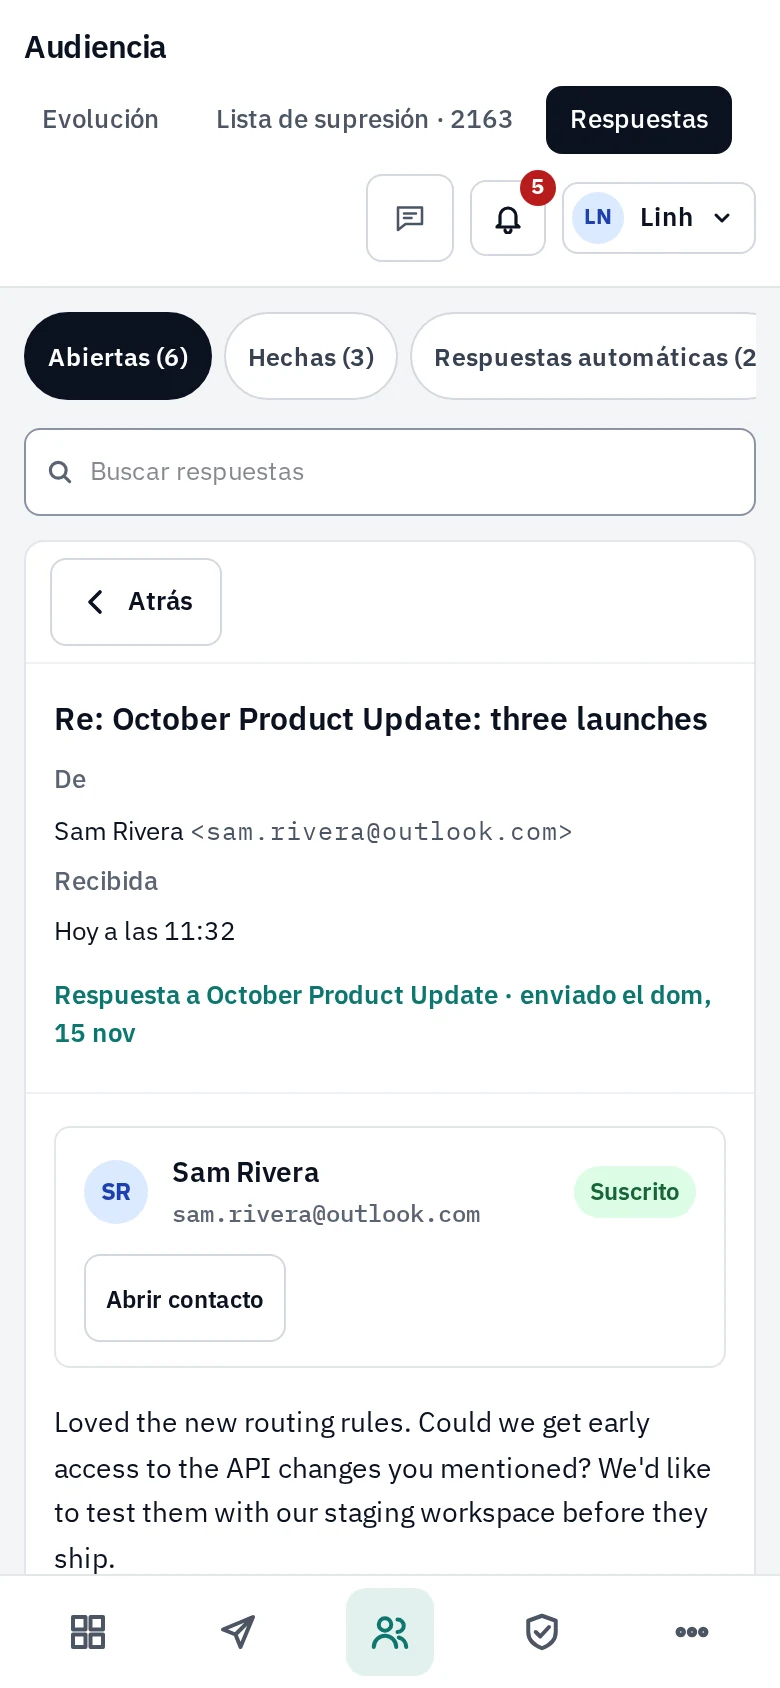 Audiencia
Evolución
Lista de supresión · 2163
Respuestas
5
LN
Linh
Abiertas (6)
Hechas (3)
Respuestas automáticas (2
Buscar respuestas
Atrás
Re: October Product Update: three launches
De
Sam Rivera <sam.rivera@outlook.com>
Recibida
Hoy a las 11:32
Respuesta a October Product Update · enviado el dom,
15 nov
SR
Sam Rivera
sam.rivera@outlook.com
Suscrito
Abrir contacto
Loved the new routing rules. Could we get early
access to the API changes you mentioned? We'd like
to test them with our staging workspace before they
ship.